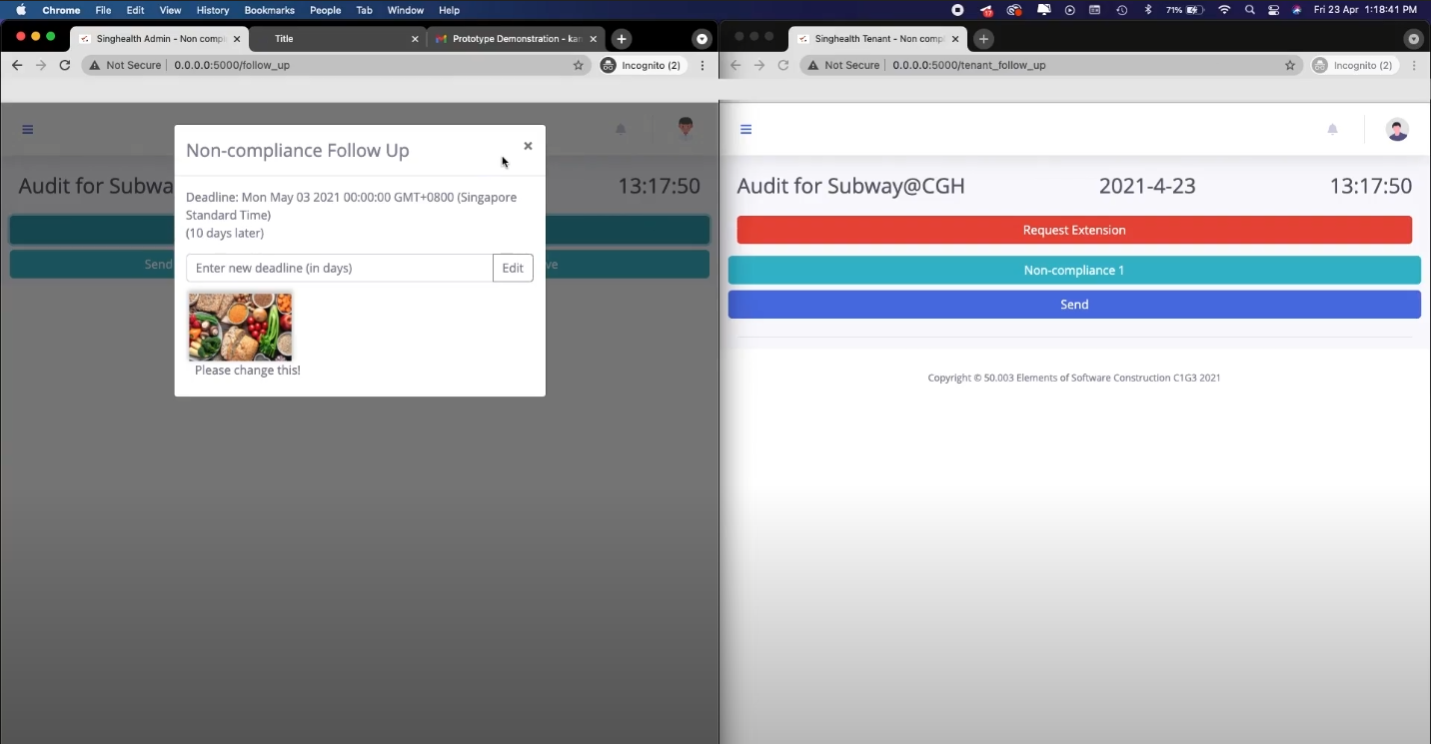 Chrome File Edit View History Bookmarks People Tab Window Help
71% Fri 23 Apr 1:18:41 PM
Singhealth Admin - Non compl
Title
Prototype Demonstration - kan
Not Secure 0.0.0.0:5000/follow_up
Incognito (2)
Audit for Subwa
13:17:50
Send
ve
Non-compliance Follow Up
Deadline: Mon May 03 2021 00:00:00 GMT+0800 (Singapore
Standard Time)
(10 days later)
Enter new deadline (in days) Edit
Please change this!
Singhealth Tenant - Non compl
Not Secure 0.0.0.0:5000/tenant_follow_up
Incognito (2)
Audit for Subway@CGH 2021-4-23 13:17:50
Request Extension
Non-compliance 1
Send
Copyright © 50.003 Elements of Software Construction C1G3 2021